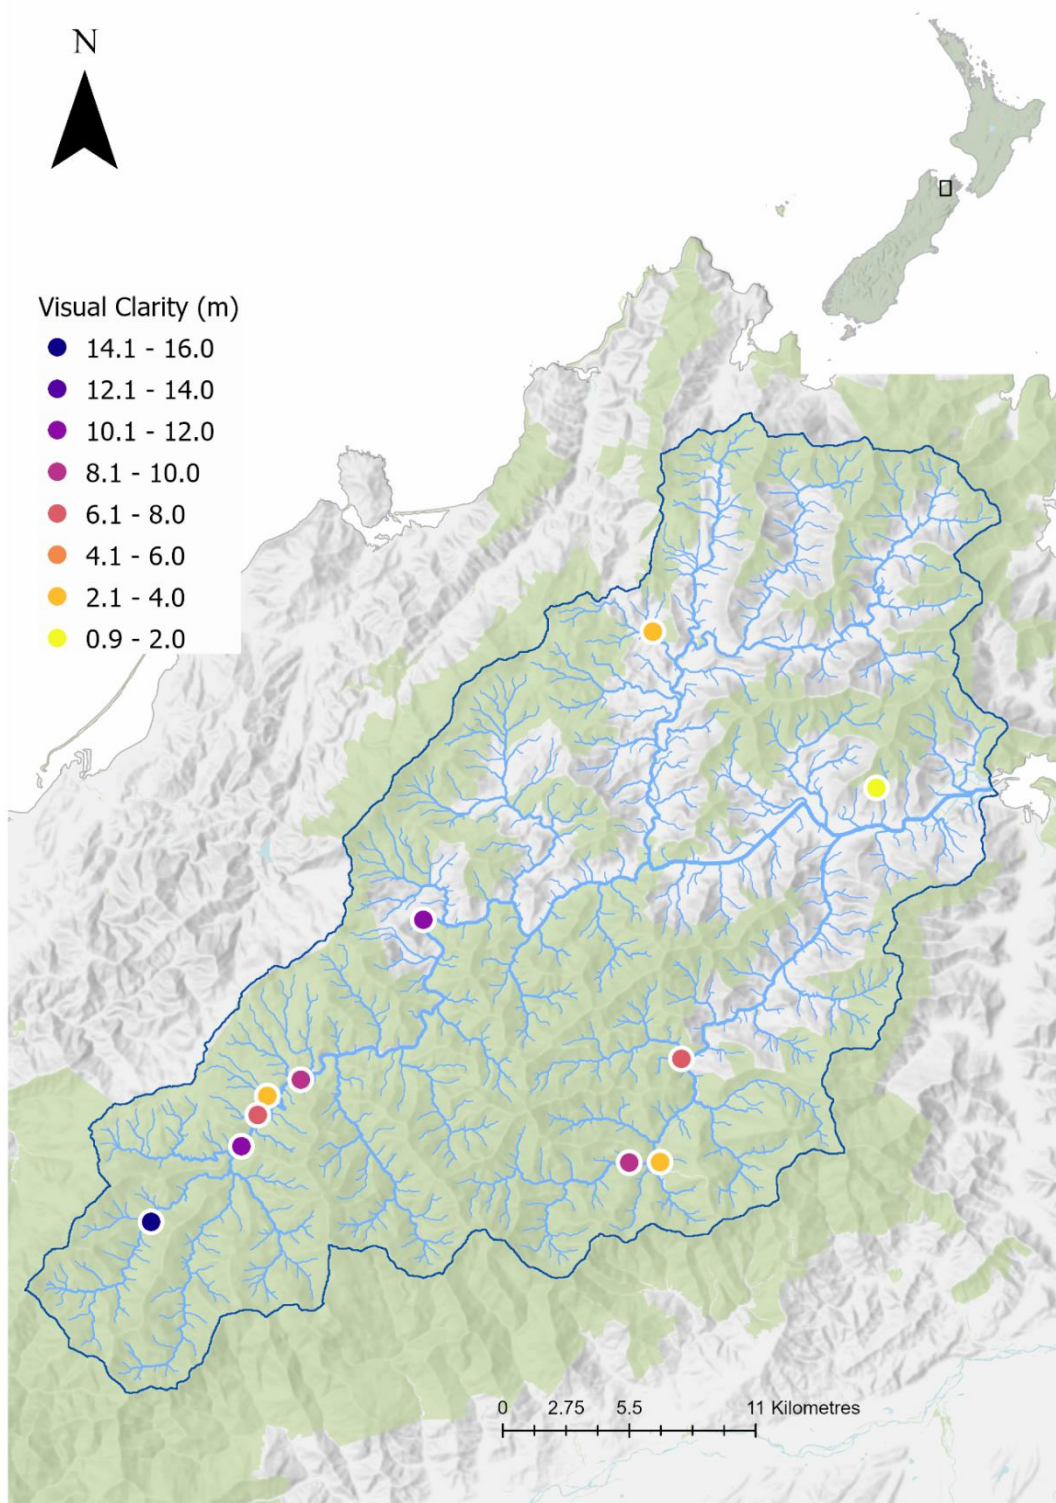 N
Visual Clarity (m)
14.1 - 16.0
12.1 - 14.0
10.1 - 12.0
8.1 - 10.0
6.1 - 8.0
4.1 - 6.0
2.1 - 4.0
0.9 - 2.0
0 2.75 5.5 11 Kilometres